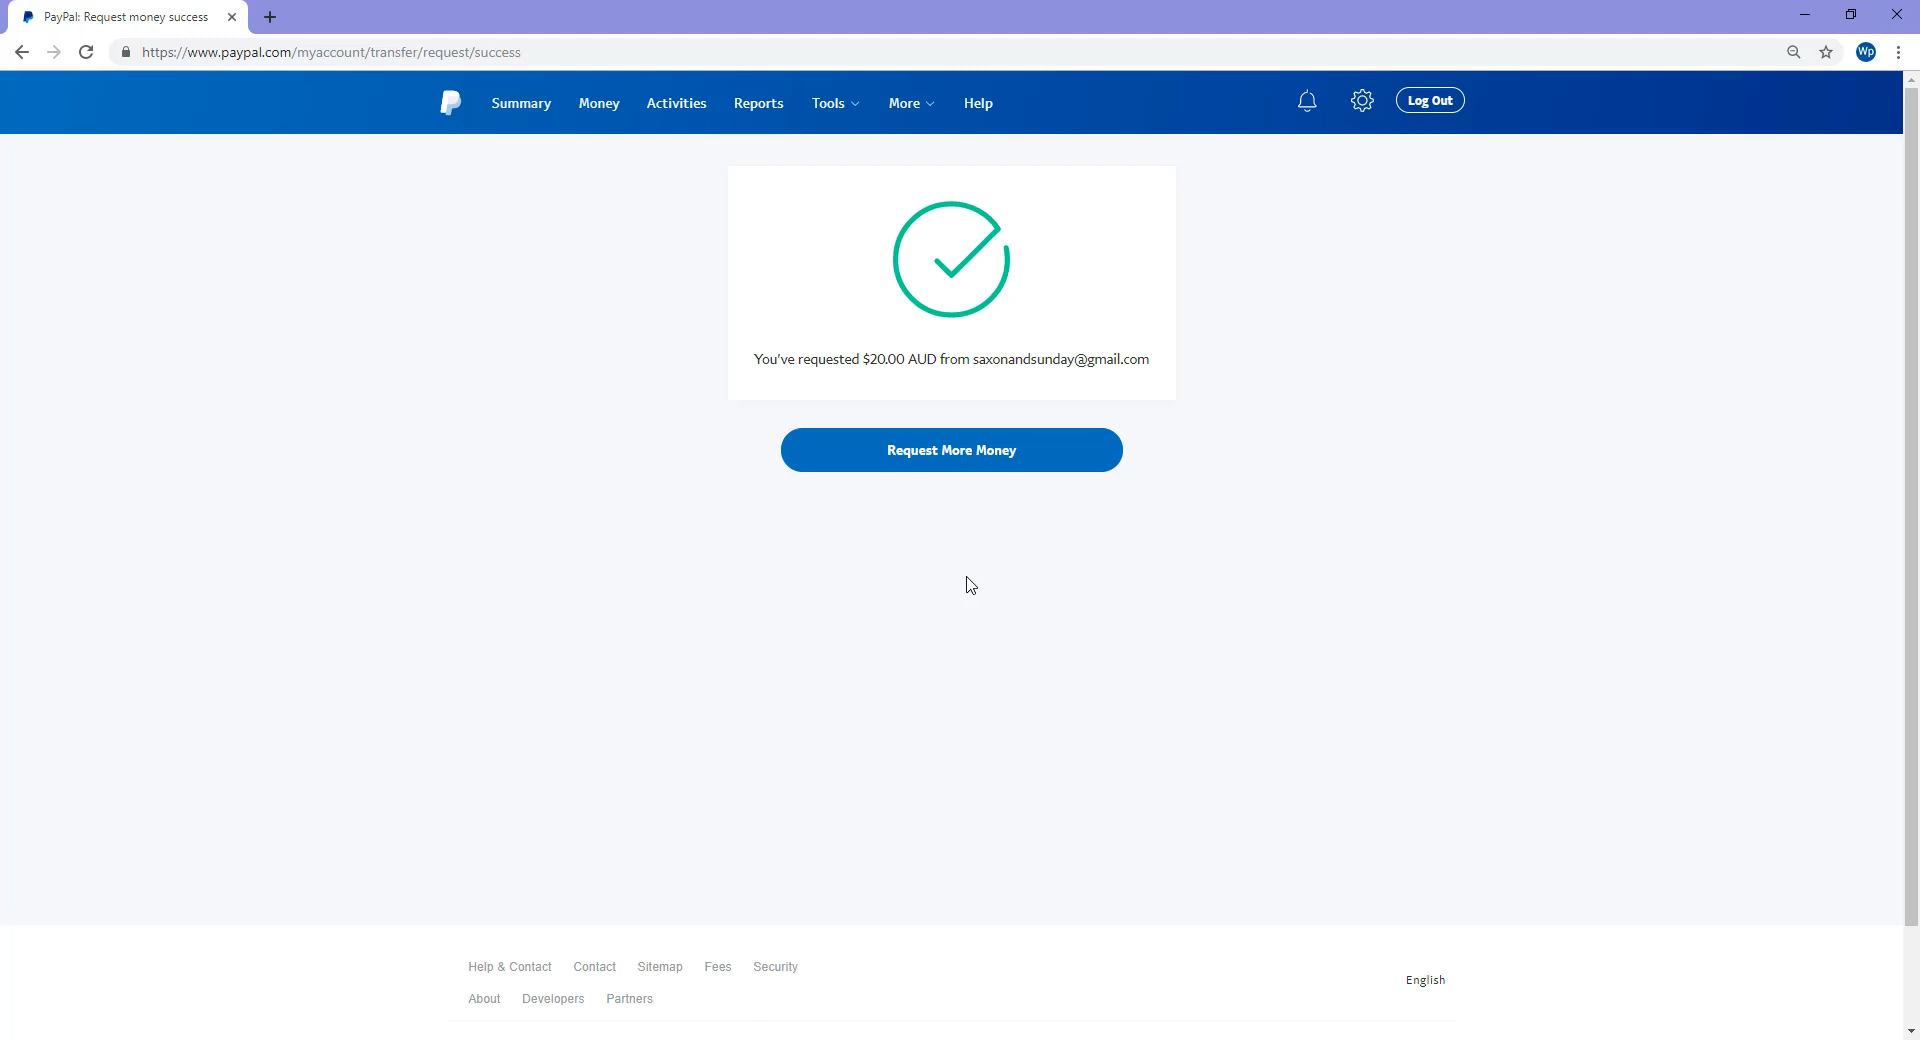 PayPal: Request money success
https://www.paypal.com/myaccount/transfer/request/success
Wp
Summary Money Activities Reports Tools More Help Log Out
You've requested $20.00 AUD from saxonandsunday@gmail.com
Request More Money
Help & Contact Contact Sitemap Fees Security
English
About Developers Partners